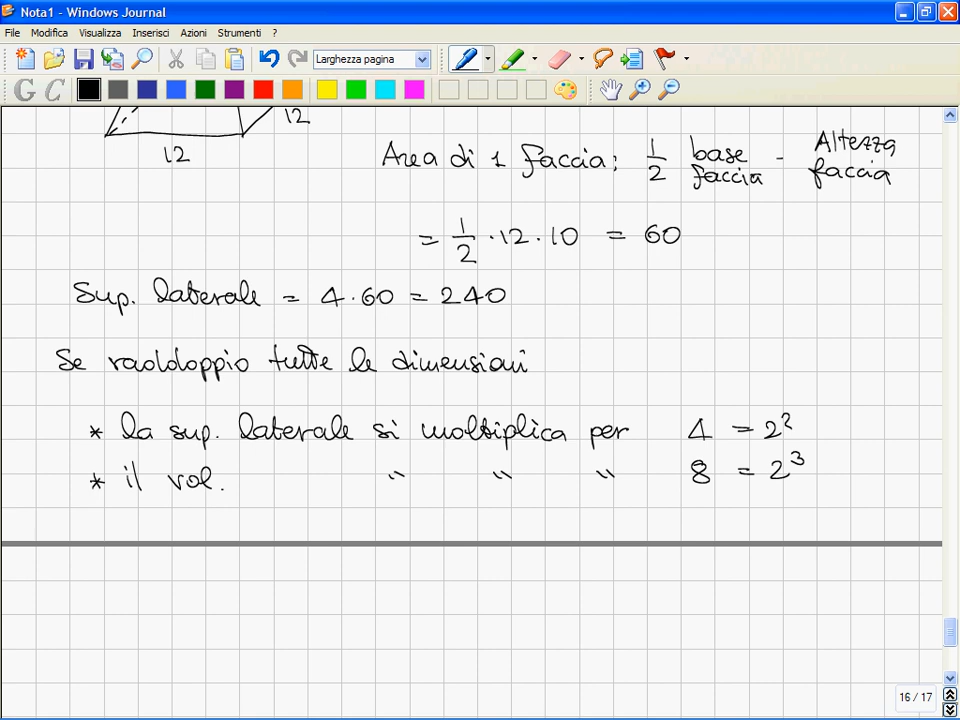 Nota1 - Windows Journal
File Modifica Visualizza Inserisci Azioni Strumenti ?
Larghezza pagina
G C
12
12
Area di 1 faccia: 1/2 base faccia · Altezza faccia
= 1/2 · 12 · 10 = 60
Sup. laterale = 4 · 60 = 240
Se raddoppio tutte le dimensioni
* la sup. laterale si moltiplica per 4 = 2²
* il vol. " " " 8 = 2³
16 / 17